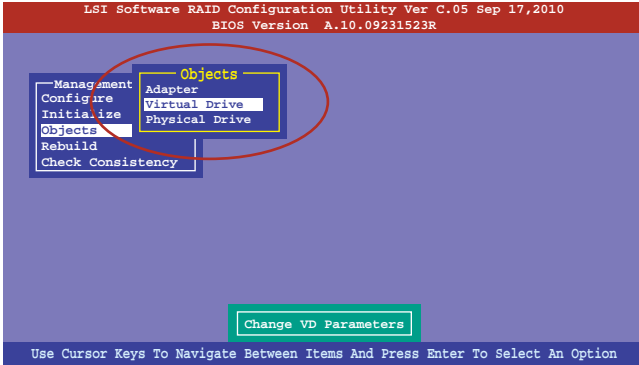 LSI Software RAID Configuration Utility Ver C.05 Sep 17,2010
BIOS Version A.10.09231523R
Management
Configure
Initialize
Objects
Rebuild
Check Consistency
Objects
Adapter
Virtual Drive
Physical Drive
Change VD Parameters
Use Cursor Keys To Navigate Between Items And Press Enter To Select An Option